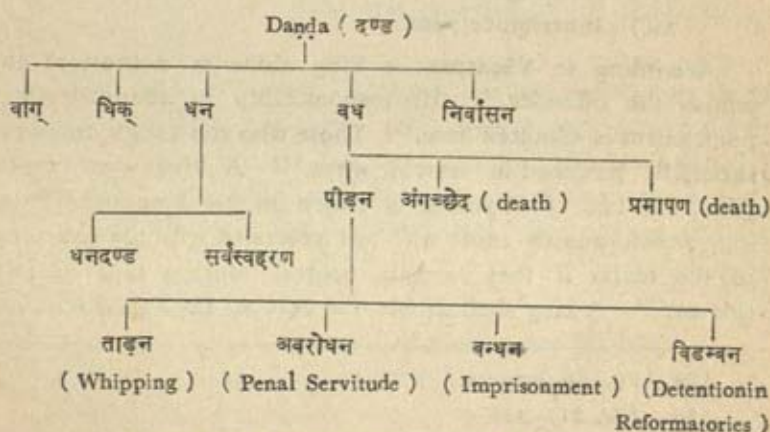 Danda ( दण्ड )
वाग् धिक् धन वध निर्वासन
पीड़न अंगच्छेद ( death ) प्रमापण (death)
धनदण्ड सर्वस्वहरण
ताड़न अवरोधन बन्धन विडम्बन
( Whipping) ( Penal Servitude ) ( Imprisonment ) (Detentionin
Reformatories )